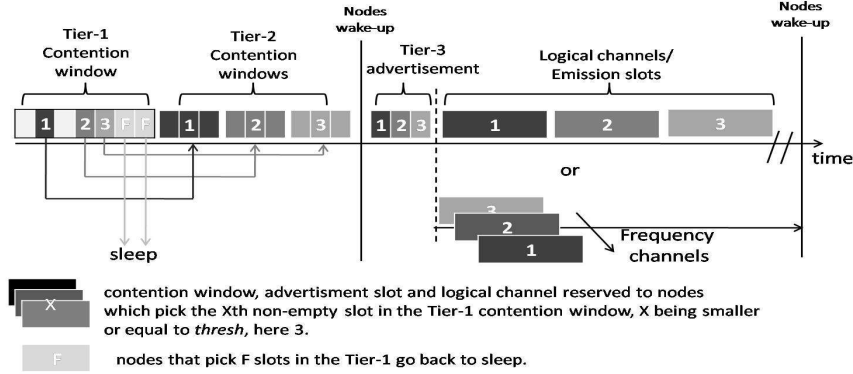 Nodes
wake-up
Nodes
wake-up
Tier-1
Contention
window
Tier-2
Contention
windows
Tier-3
advertisement
Logical channels/
Emission slots
1 2 3 F F
1 2 3
1 2 3
1 2 3
time
or
3
2
1
Frequency
channels
sleep
X
contention window, advertisment slot and logical channel reserved to nodes
which pick the Xth non-empty slot in the Tier-1 contention window, X being smaller
or equal to thresh, here 3.
F
nodes that pick F slots in the Tier-1 go back to sleep.